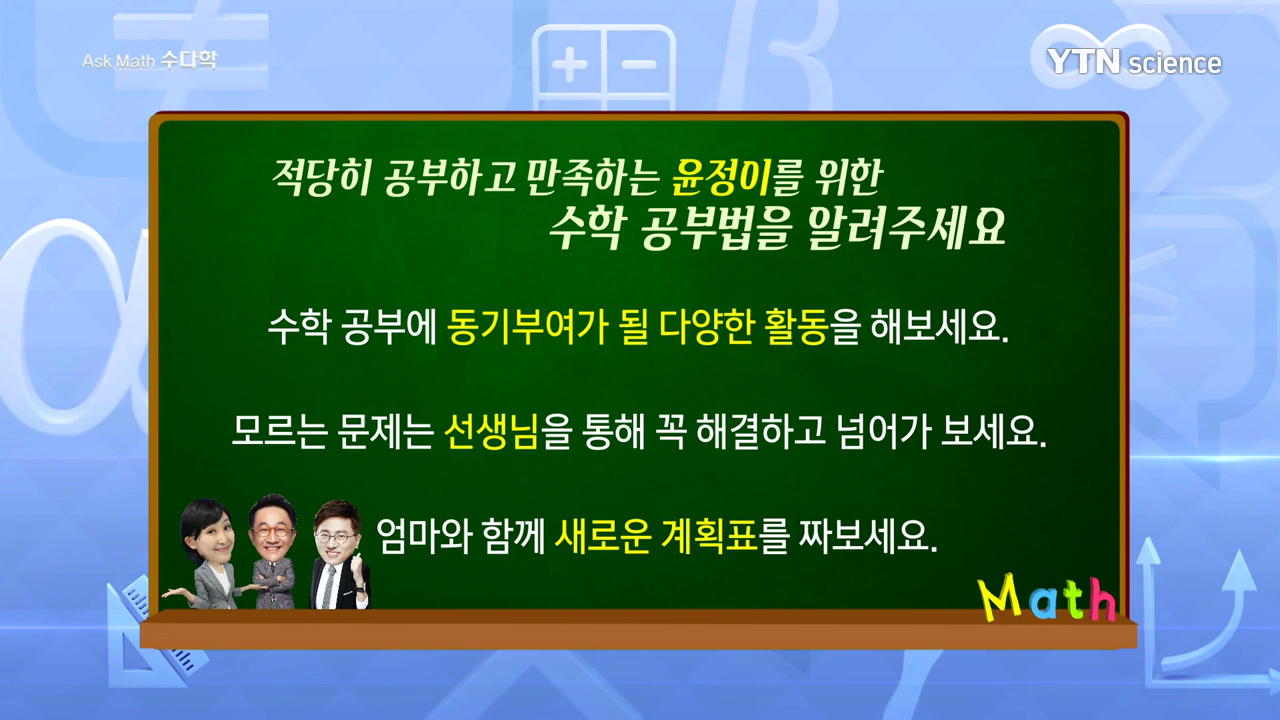 Ask Math 수다학
YTN science
적당히 공부하고 만족하는 윤정이를 위한
수학 공부법을 알려주세요
수학 공부에 동기부여가 될 다양한 활동을 해보세요.
모르는 문제는 선생님을 통해 꼭 해결하고 넘어가 보세요.
엄마와 함께 새로운 계획표를 짜보세요.
Math